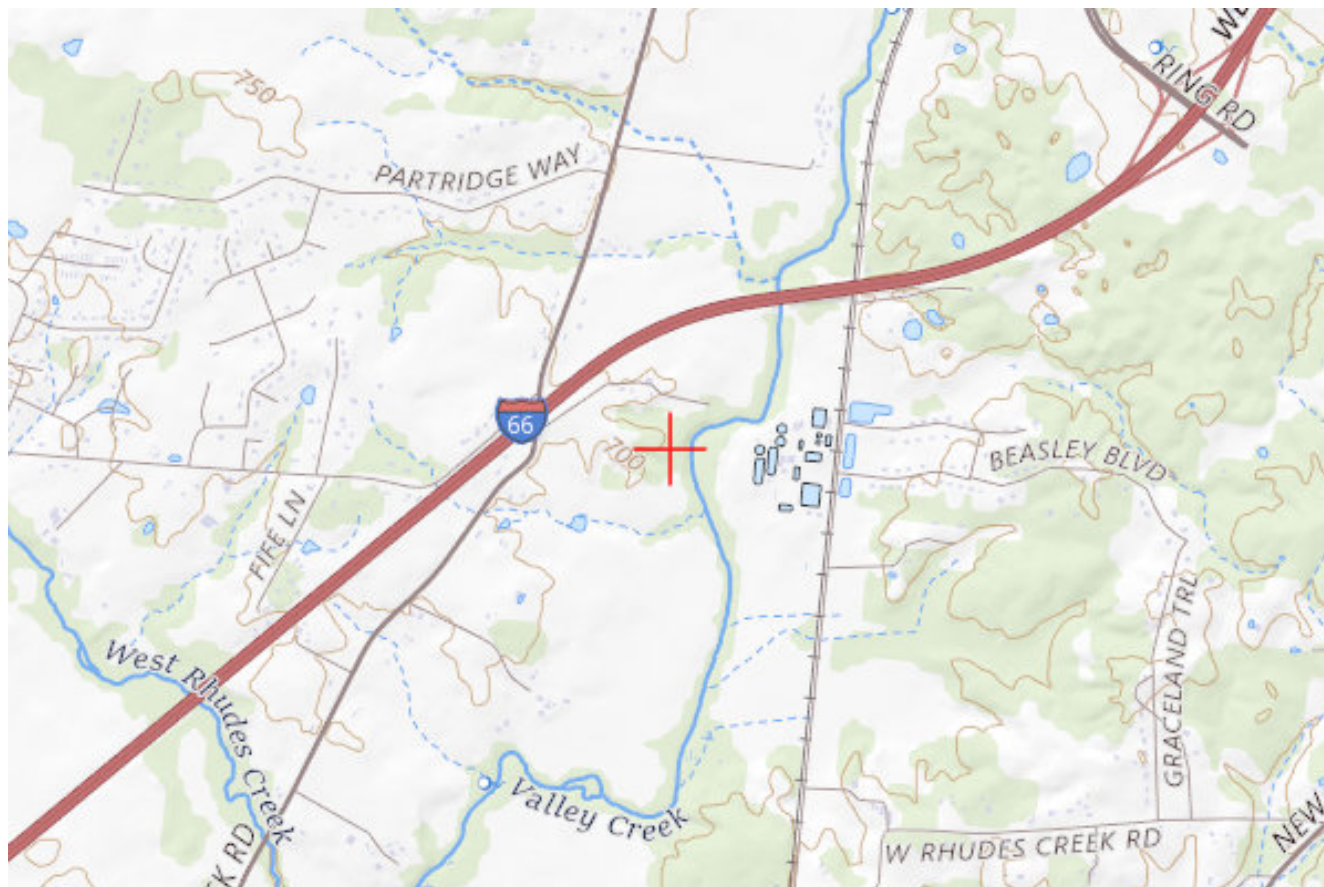 750
RING RD
PARTRIDGE WAY
66
700
BEASLEY BLVD
FIFE LN
GRACELAND TRL
West Rhudes Creek
Valley Creek
W RHUDES CREEK RD
NEW
RD